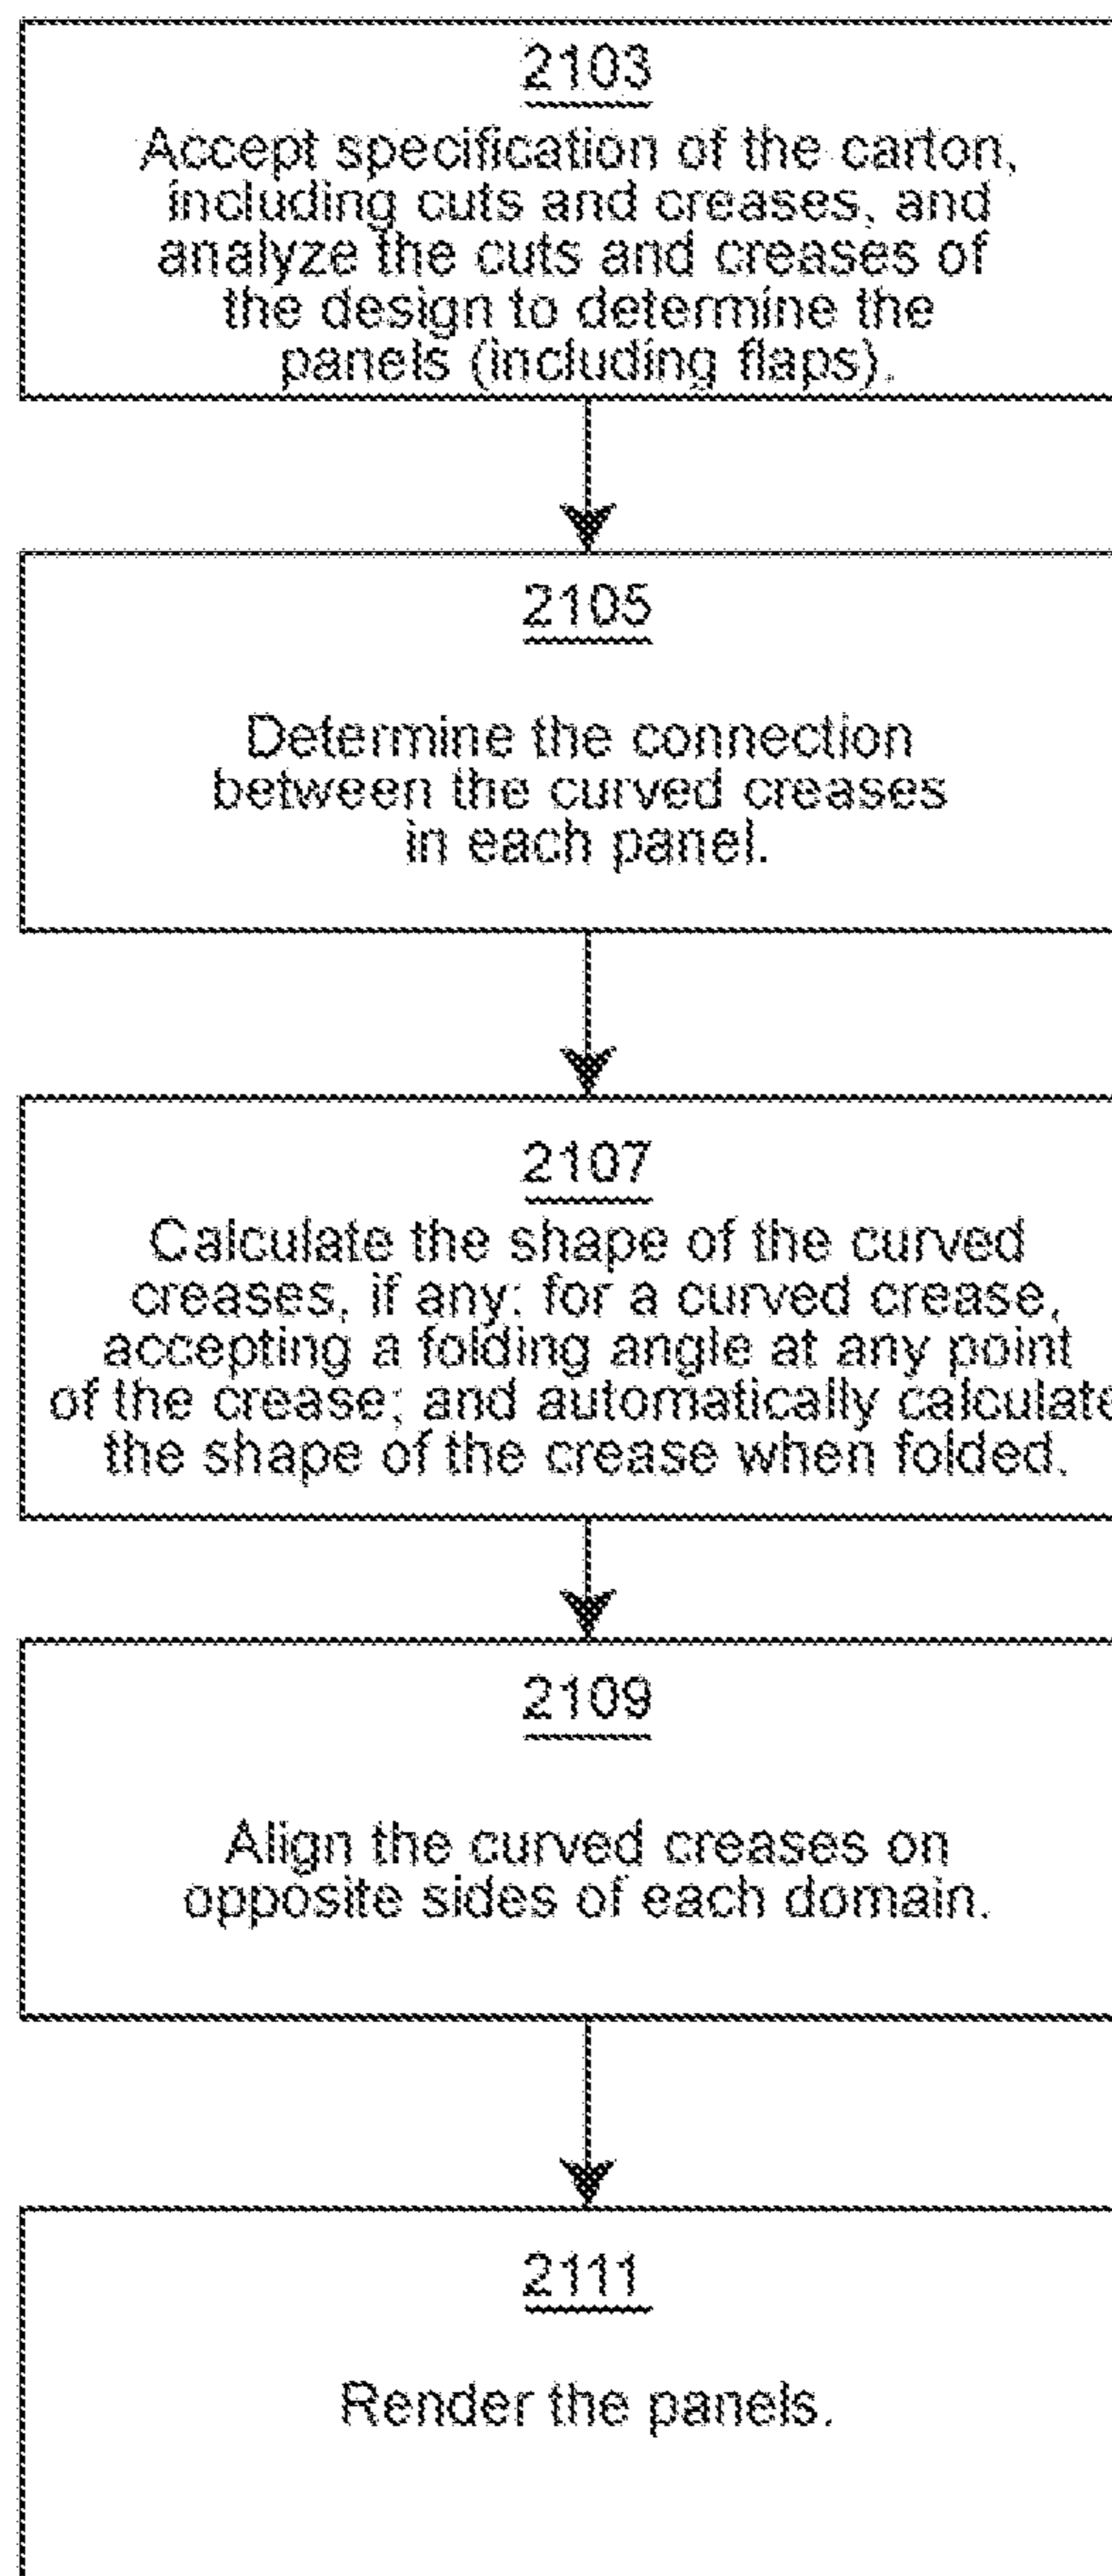 2103
Accept specification of the carton,
including cuts and creases, and
analyze the cuts and creases of
the design to determine the
panels (including flaps).
2105
Determine the connection
between the curved creases
in each panel.
2107
Calculate the shape of the curved
creases, if any: for a curved crease,
accepting a folding angle at any point
of the crease; and automatically calculate
the shape of the crease when folded.
2109
Align the curved creases on
opposite sides of each domain.
2111
Render the panels.